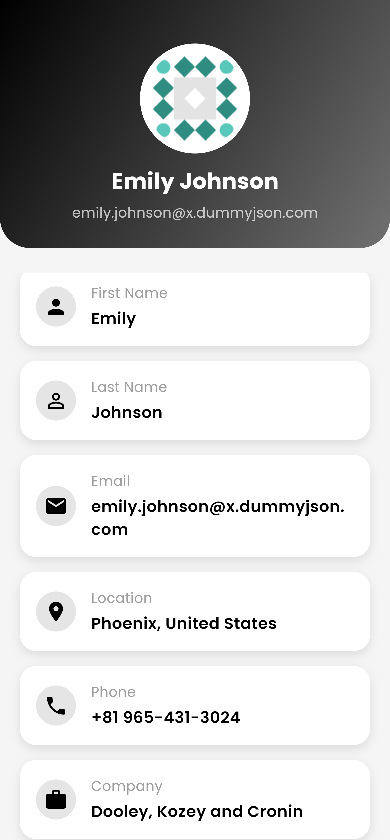 Emily Johnson
emily.johnson@x.dummyjson.com
First Name
Emily
Last Name
Johnson
Email
emily.johnson@x.dummyjson.
com
Location
Phoenix, United States
Phone
+81 965-431-3024
Company
Dooley, Kozey and Cronin